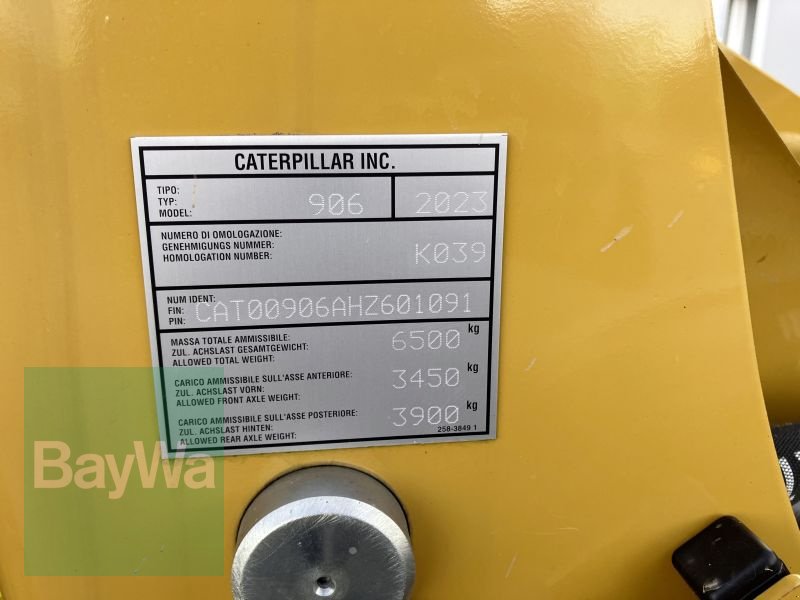 CATERPILLAR INC.
TIPO:
TYP:
MODEL:
906
2023
NUMERO DI OMOLOGAZIONE:
GENEHMIGUNGS NUMMER:
HOMOLOGATION NUMBER:
K039
NUM IDENT:
FIN:
PIN:
CAT00906AHZ601091
MASSA TOTALE AMMISSIBILE:
ZUL. ACHSLAST GESAMTGEWICHT:
ALLOWED TOTAL WEIGHT:
6500 kg
CARICO AMMISSIBILE SULL'ASSE ANTERIORE:
ZUL. ACHSLAST VORN:
ALLOWED FRONT AXLE WEIGHT:
3450 kg
CARICO AMMISSIBILE SULL'ASSE POSTERIORE:
ZUL. ACHSLAST HINTEN:
ALLOWED REAR AXLE WEIGHT:
3900 kg
258-3849 1
BayWa